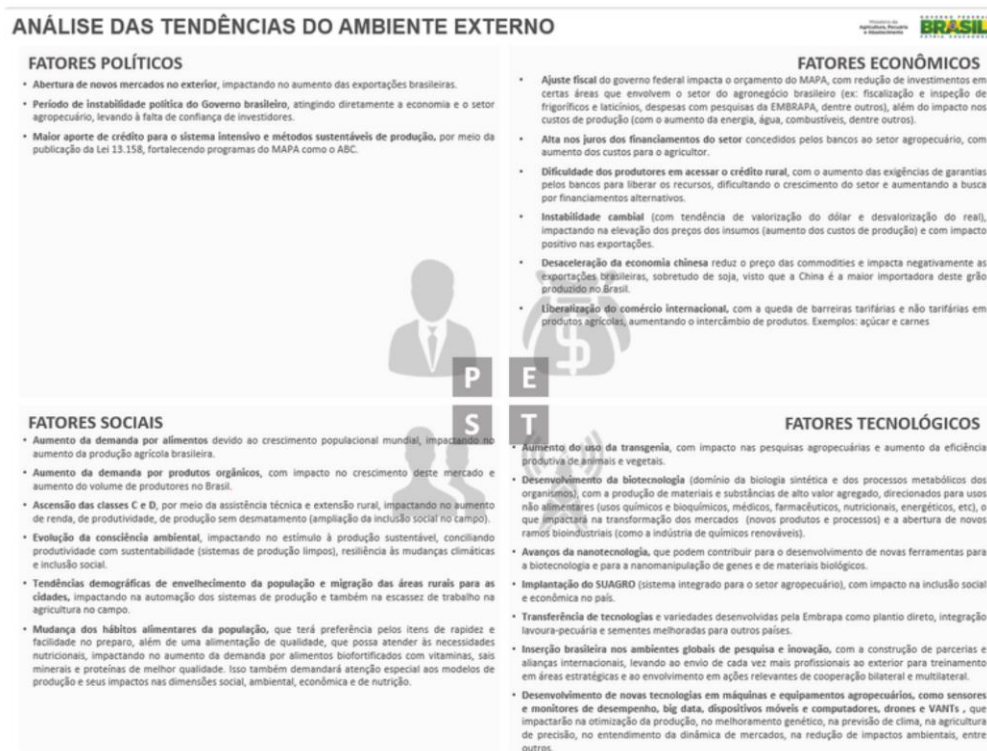 ANÁLISE DAS TENDÊNCIAS DO AMBIENTE EXTERNO
Ministério da
Agricultura, Pecuária
e Abastecimento
GOVERNO FEDERAL
BRASIL
PÁTRIA EDUCADORA
FATORES POLÍTICOS
• Abertura de novos mercados no exterior, impactando no aumento das exportações brasileiras.
• Período de instabilidade política do Governo brasileiro, atingindo diretamente a economia e o setor
agropecuário, levando à falta de confiança de investidores.
• Maior aporte de crédito para o sistema intensivo e métodos sustentáveis de produção, por meio da
publicação da Lei 13.158, fortalecendo programas do MAPA como o ABC.
FATORES ECONÔMICOS
• Ajuste fiscal do governo federal impacta o orçamento do MAPA, com redução de investimentos em
certas áreas que envolvem o setor do agronegócio brasileiro (ex: fiscalização e inspeção de
frigoríficos e laticínios, despesas com pesquisas da EMBRAPA, dentre outros), além do impacto nos
custos de produção (com o aumento da energia, água, combustíveis, dentre outros).
• Alta nos juros dos financiamentos do setor concedidos pelos bancos ao setor agropecuário, com
aumento dos custos para o agricultor.
• Dificuldade dos produtores em acessar o crédito rural, com o aumento das exigências de garantias
pelos bancos para liberar os recursos, dificultando o crescimento do setor e aumentando a busca
por financiamentos alternativos.
• Instabilidade cambial (com tendência de valorização do dólar e desvalorização do real),
impactando na elevação dos preços dos insumos (aumento dos custos de produção) e com impacto
positivo nas exportações.
• Desaceleração da economia chinesa reduz o preço das commodities e impacta negativamente as
exportações brasileiras, sobretudo de soja, visto que a China é a maior importadora deste grão
produzido no Brasil.
• Liberalização do comércio internacional, com a queda de barreiras tarifárias e não tarifárias em
produtos agrícolas, aumentando o intercâmbio de produtos. Exemplos: açúcar e carnes
P E
S T
FATORES SOCIAIS
• Aumento da demanda por alimentos devido ao crescimento populacional mundial, impactando no
aumento da produção agrícola brasileira.
• Aumento da demanda por produtos orgânicos, com impacto no crescimento deste mercado e
aumento do volume de produtores no Brasil.
• Ascensão das classes C e D, por meio da assistência técnica e extensão rural, impactando no aumento
de renda, de produtividade, de produção sem desmatamento (ampliação da inclusão social no campo).
• Evolução da consciência ambiental, impactando no estímulo à produção sustentável, conciliando
produtividade com sustentabilidade (sistemas de produção limpos), resiliência às mudanças climáticas
e inclusão social.
• Tendências demográficas de envelhecimento da população e migração das áreas rurais para as
cidades, impactando na automação dos sistemas de produção e também na escassez de trabalho na
agricultura no campo.
• Mudança dos hábitos alimentares da população, que terá preferência pelos itens de rapidez e
facilidade no preparo, além de uma alimentação de qualidade, que possa atender às necessidades
nutricionais, impactando no aumento da demanda por alimentos biofortificados com vitaminas, sais
minerais e proteínas de melhor qualidade. Isso também demandará atenção especial aos modelos de
produção e seus impactos nas dimensões social, ambiental, econômica e de nutrição.
FATORES TECNOLÓGICOS
• Aumento do uso da transgenia, com impacto nas pesquisas agropecuárias e aumento da eficiência
produtiva de animais e vegetais.
• Desenvolvimento da biotecnologia (domínio da biologia sintética e dos processos metabólicos dos
organismos), com a produção de materiais e substâncias de alto valor agregado, direcionados para usos
não alimentares (usos químicos e bioquímicos, médicos, farmacêuticos, nutricionais, energéticos, etc), o
que impactará na transformação dos mercados (novos produtos e processos) e a abertura de novos
ramos bioindustriais (como a indústria de químicos renováveis).
• Avanços da nanotecnologia, que podem contribuir para o desenvolvimento de novas ferramentas para
a biotecnologia e para a nanomanipulação de genes e de materiais biológicos.
• Implantação do SUAGRO (sistema integrado para o setor agropecuário), com impacto na inclusão social
e econômica no país.
• Transferência de tecnologias e variedades desenvolvidas pela Embrapa como plantio direto, integração
lavoura-pecuária e sementes melhoradas para outros países.
• Inserção brasileira nos ambientes globais de pesquisa e inovação, com a construção de parcerias e
alianças internacionais, levando ao envio de cada vez mais profissionais ao exterior para treinamento
em áreas estratégicas e ao envolvimento em ações relevantes de cooperação bilateral e multilateral.
• Desenvolvimento de novas tecnologias em máquinas e equipamentos agropecuários, como sensores
e monitores de desempenho, big data, dispositivos móveis e computadores, drones e VANTs , que
impactarão na otimização da produção, no melhoramento genético, na previsão de clima, na agricultura
de precisão, no entendimento da dinâmica de mercados, na redução de impactos ambientais, entre
outros.